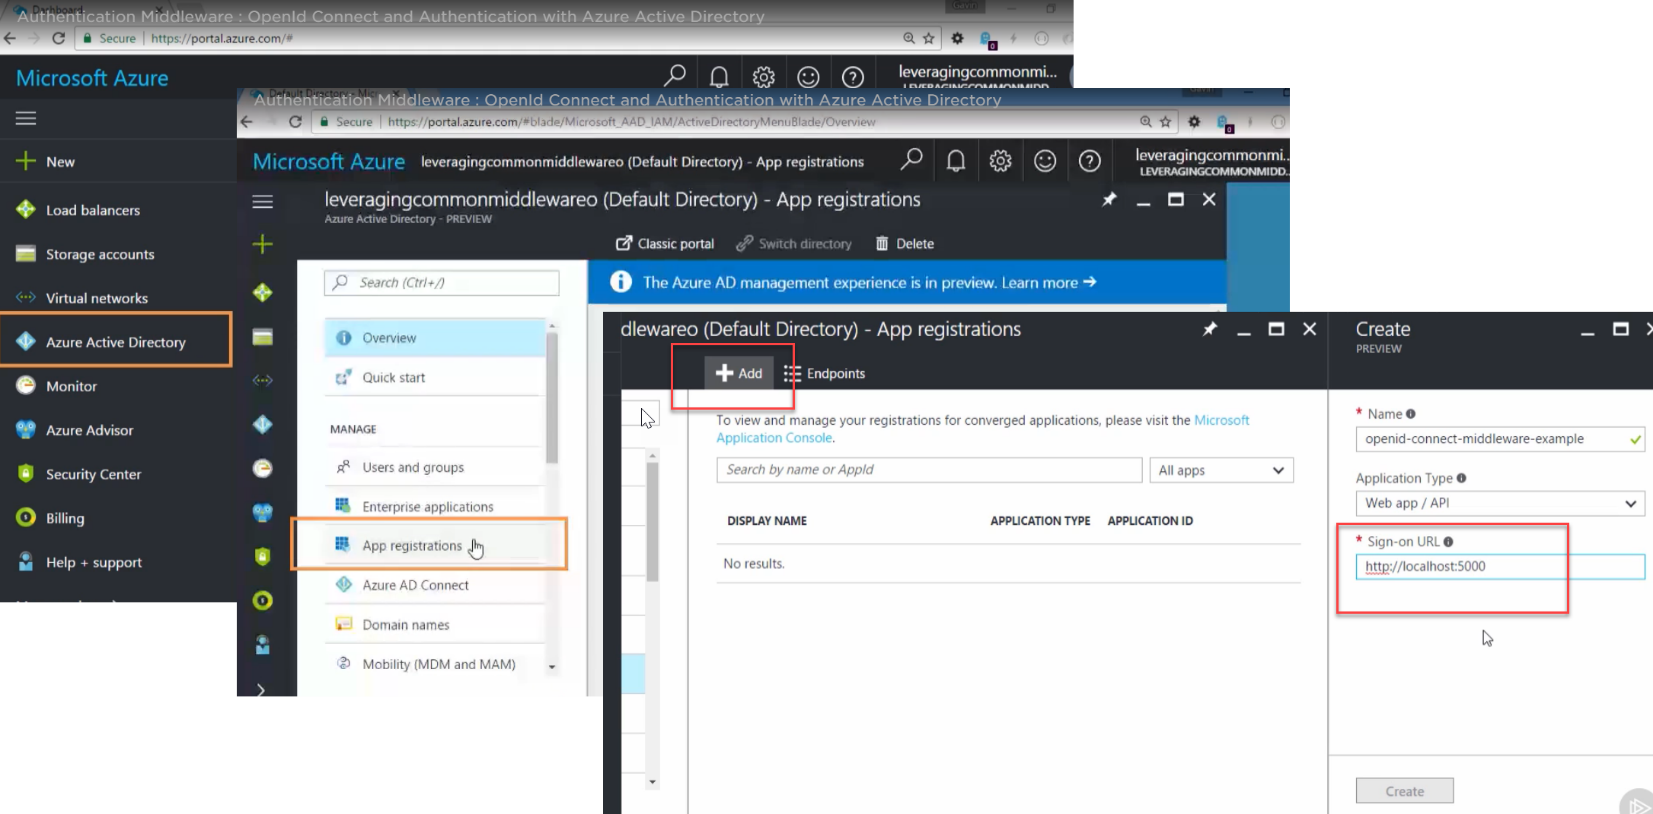 Dashboard
Authentication Middleware : OpenId Connect and Authentication with Azure Active Directory
Gavin
Secure | https://portal.azure.com/#
0
Microsoft Azure
leveragingcommonmi...
LEVERAGINGCOMMONMIDD...
New
Load balancers
Storage accounts
Virtual networks
Azure Active Directory
Monitor
Azure Advisor
Security Center
Billing
Help + support
Authentication Middleware : OpenId Connect and Authentication with Azure Active Directory
Secure | https://portal.azure.com/#blade/Microsoft_AAD_IAM/ActiveDirectoryMenuBlade/Overview
0
Microsoft Azure leveragingcommonmiddlewareo (Default Directory) - App registrations
leveragingcommonmi...
LEVERAGINGCOMMONMIDD...
leveragingcommonmiddlewareo (Default Directory) - App registrations
Azure Active Directory - PREVIEW
Classic portal Switch directory Delete
Search (Ctrl+/)
The Azure AD management experience is in preview. Learn more →
Overview
Quick start
MANAGE
Users and groups
Enterprise applications
App registrations
Azure AD Connect
Domain names
Mobility (MDM and MAM)
dlewareo (Default Directory) - App registrations
Add Endpoints
To view and manage your registrations for converged applications, please visit the Microsoft
Application Console.
Search by name or AppId
All apps
DISPLAY NAME APPLICATION TYPE APPLICATION ID
No results.
Create
PREVIEW
* Name
openid-connect-middleware-example
Application Type
Web app / API
* Sign-on URL
http://localhost:5000
Create